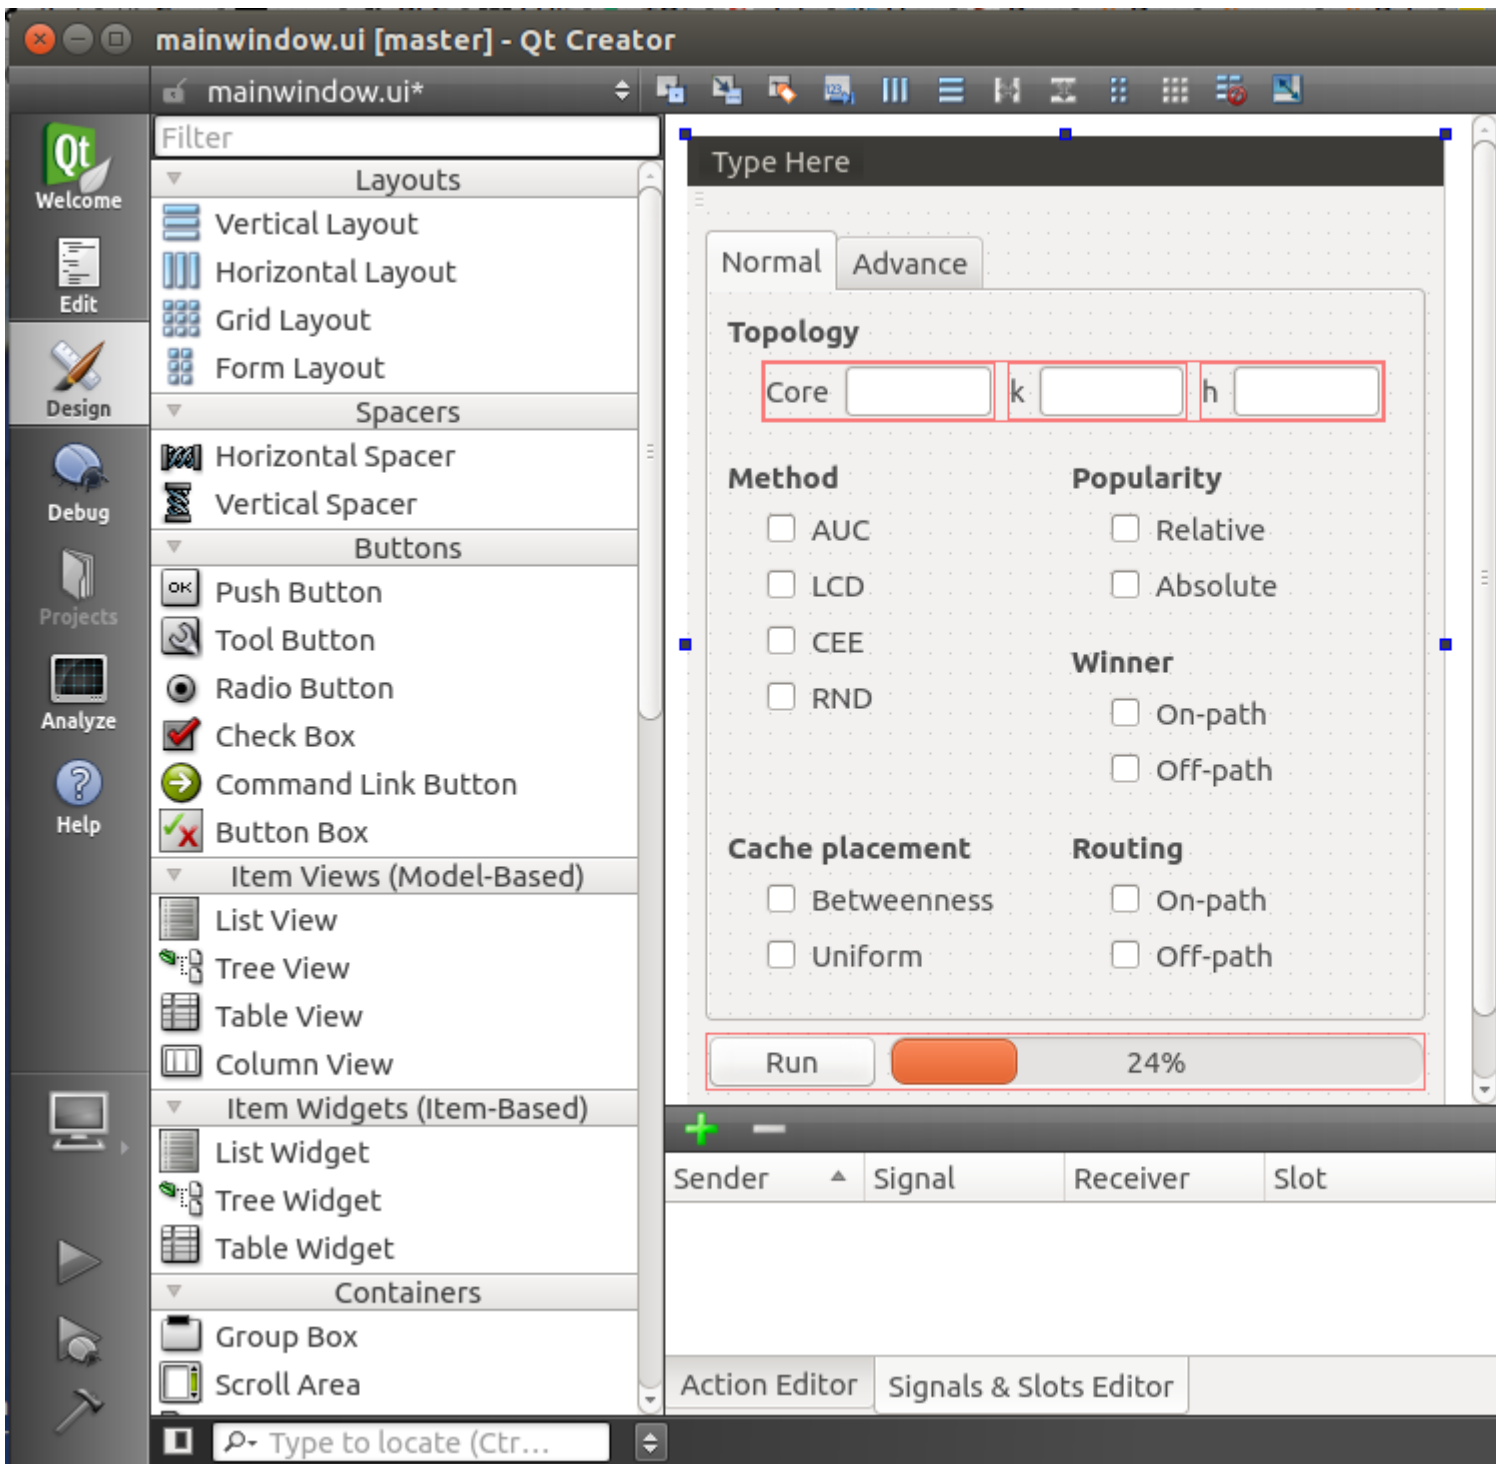 mainwindow.ui [master] - Qt Creator
mainwindow.ui*
Qt
Welcome
Edit
Design
Debug
Projects
Analyze
Help
Filter
Layouts
Vertical Layout
Horizontal Layout
Grid Layout
Form Layout
Spacers
Horizontal Spacer
Vertical Spacer
Buttons
OK Push Button
Tool Button
Radio Button
Check Box
Command Link Button
Button Box
Item Views (Model-Based)
List View
Tree View
Table View
Column View
Item Widgets (Item-Based)
List Widget
Tree Widget
Table Widget
Containers
Group Box
Scroll Area
Type to locate (Ctr...
123
Type Here
Normal Advance
Topology
Core k h
Method
AUC
LCD
CEE
RND
Popularity
Relative
Absolute
Winner
On-path
Off-path
Cache placement
Betweenness
Uniform
Routing
On-path
Off-path
Run 24%
Sender Signal Receiver Slot
Action Editor Signals & Slots Editor